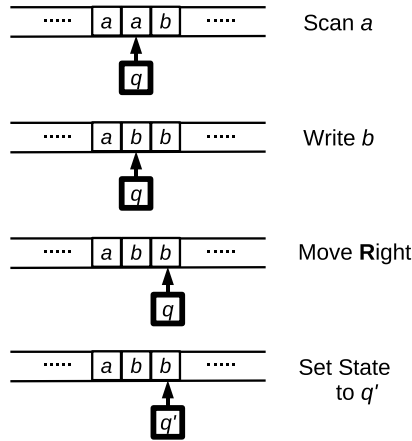 ..... a a b ..... Scan a
q
..... a b b ..... Write b
q
..... a b b ..... Move Right
q
..... a b b ..... Set State
to q'
q'